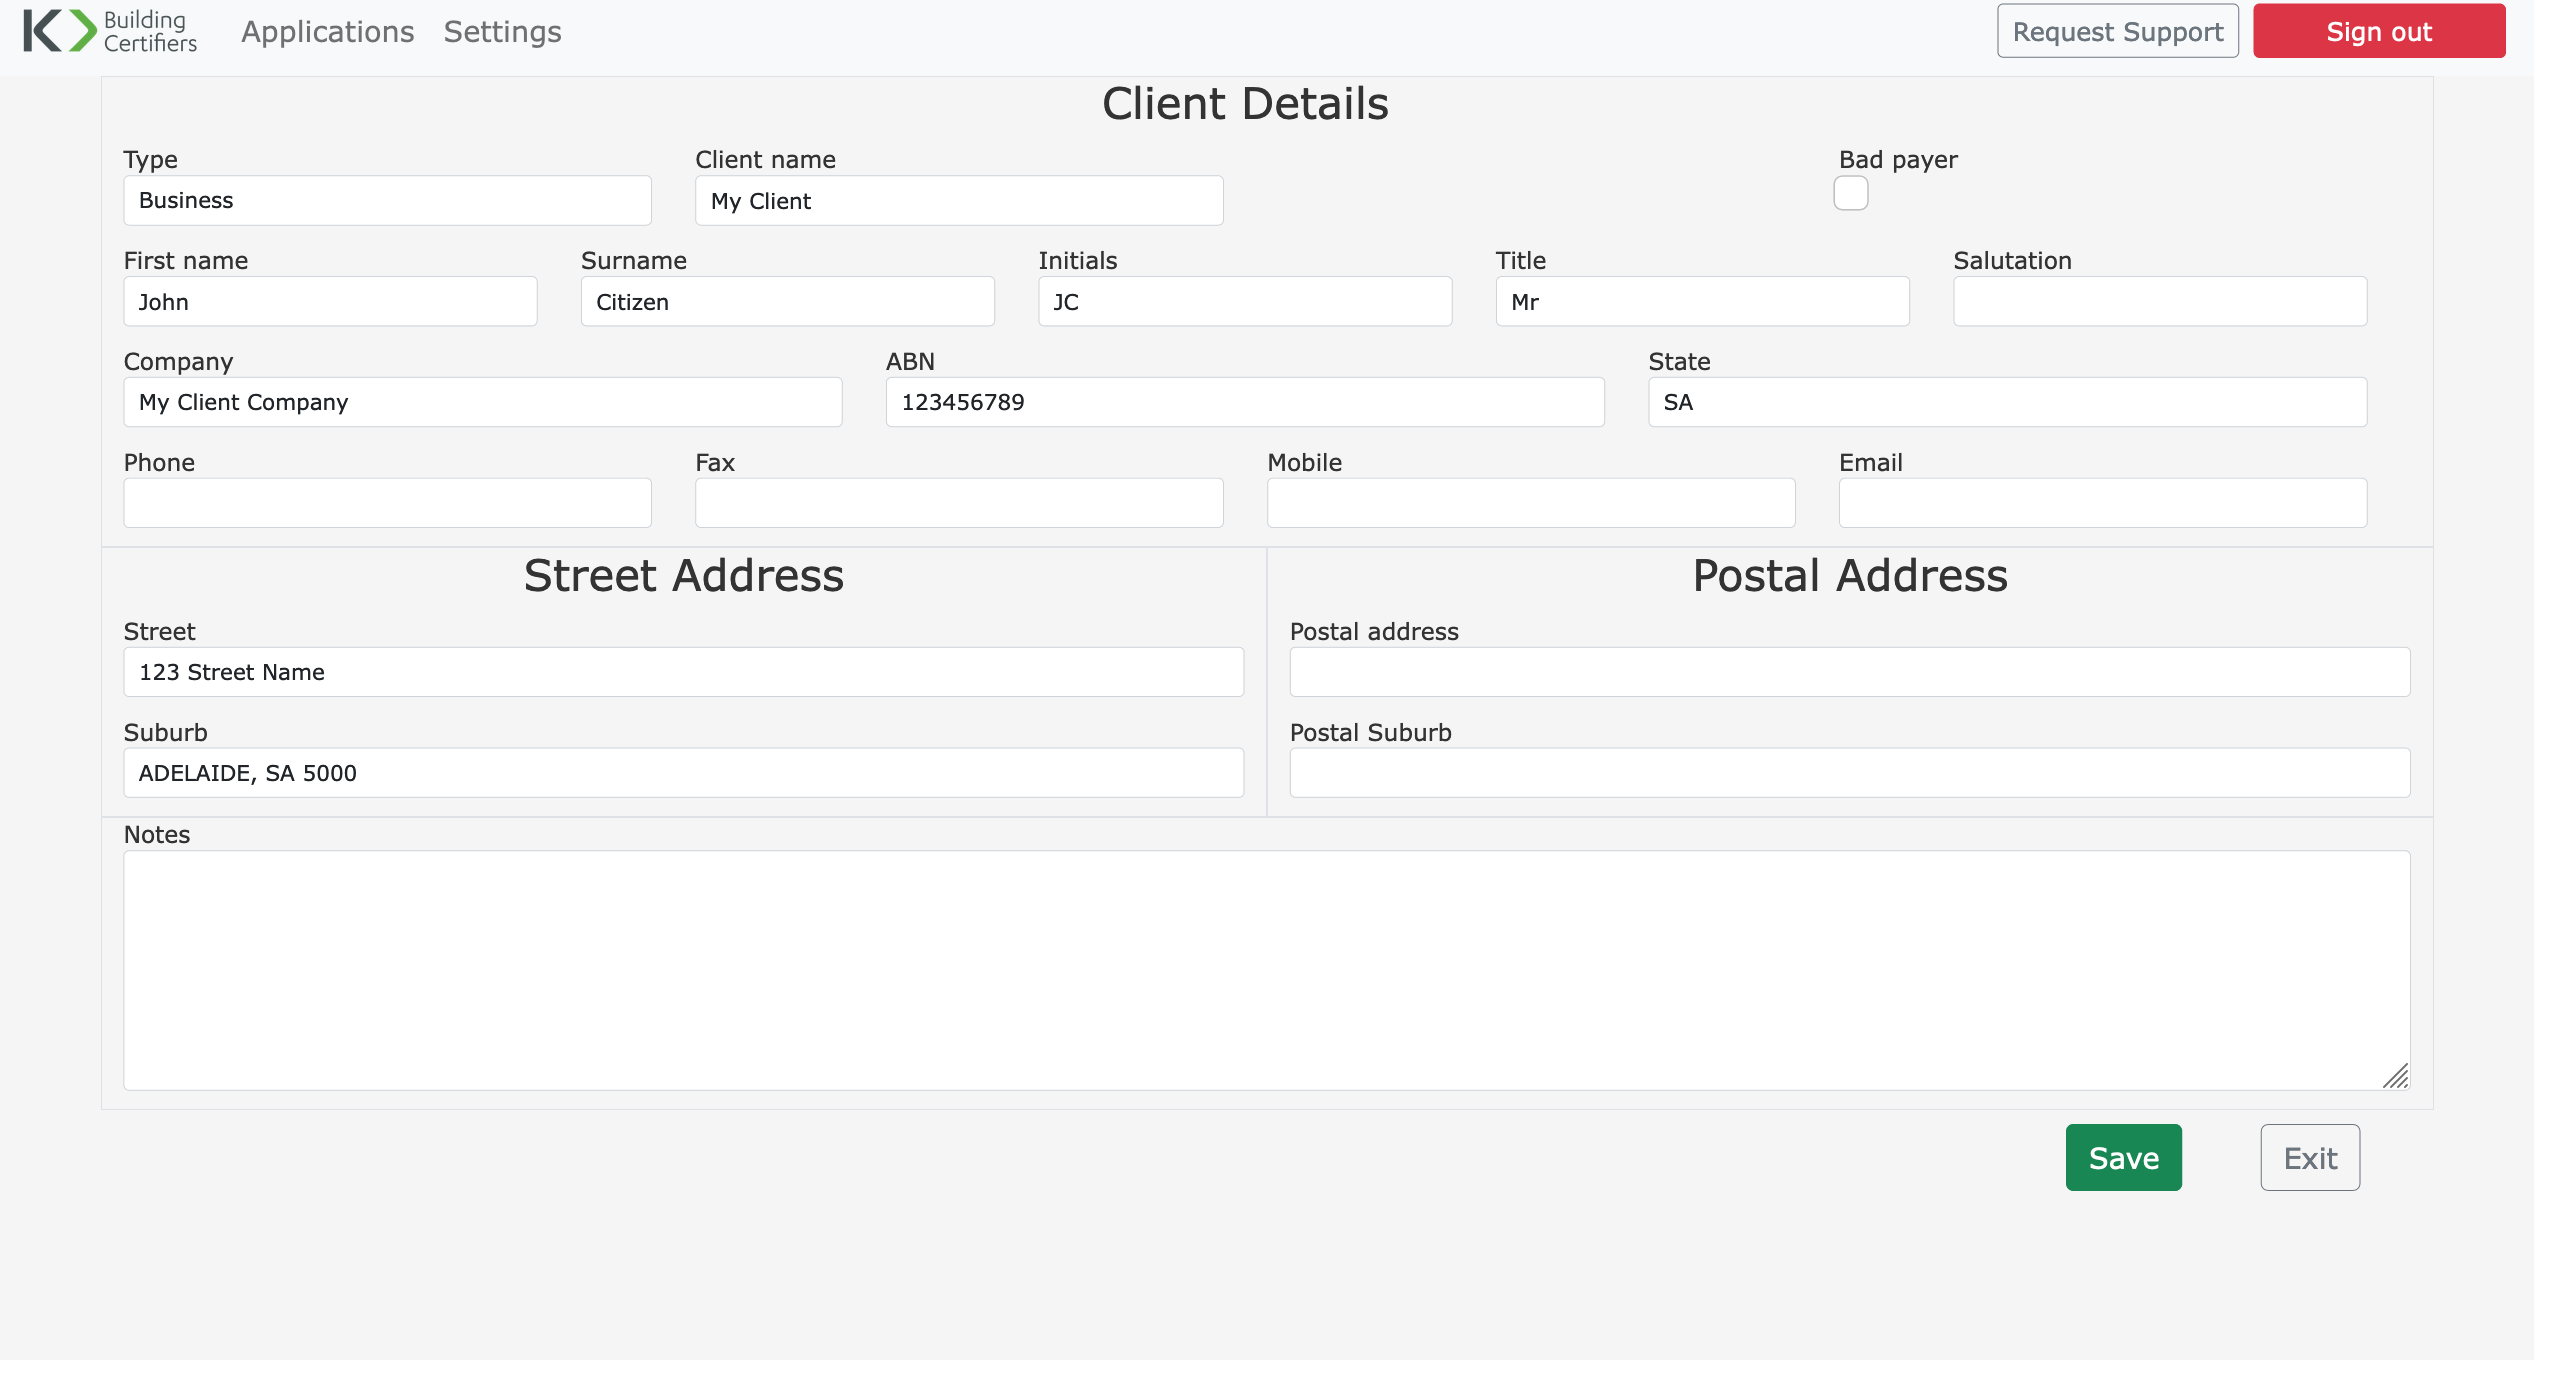 Building
Certifiers
Applications Settings Request Support Sign out
Client Details
Type Client name Bad payer
Business My Client
First name Surname Initials Title Salutation
John Citizen JC Mr
Company ABN State
My Client Company 123456789 SA
Phone Fax Mobile Email
Street Address Postal Address
Street Postal address
123 Street Name
Suburb Postal Suburb
ADELAIDE, SA 5000
Notes
Save Exit